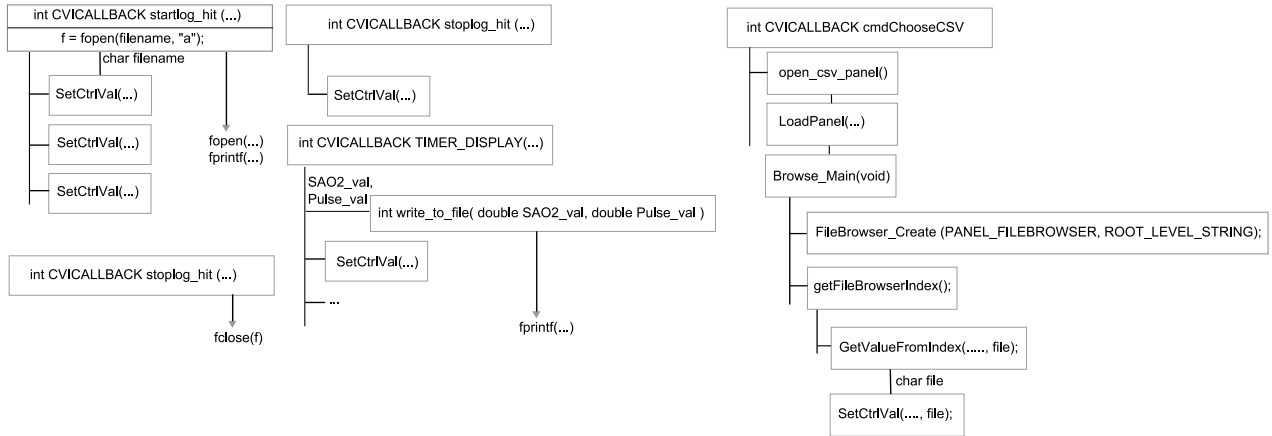 int CVICALLBACK startlog_hit (...)
f = fopen(filename, "a");
char filename
SetCtrlVal(...)
SetCtrlVal(...)
SetCtrlVal(...)
fopen(...)
fprintf(...)
int CVICALLBACK stoplog_hit (...)
fclose(f)
int CVICALLBACK stoplog_hit (...)
SetCtrlVal(...)
int CVICALLBACK TIMER_DISPLAY(...)
SAO2_val,
Pulse_val
int write_to_file( double SAO2_val, double Pulse_val )
SetCtrlVal(...)
...
fprintf(...)
int CVICALLBACK cmdChooseCSV
open_csv_panel()
LoadPanel(...)
Browse_Main(void)
FileBrowser_Create (PANEL_FILEBROWSER, ROOT_LEVEL_STRING);
getFileBrowserIndex();
GetValueFromIndex(....., file);
char file
SetCtrlVal(...., file);